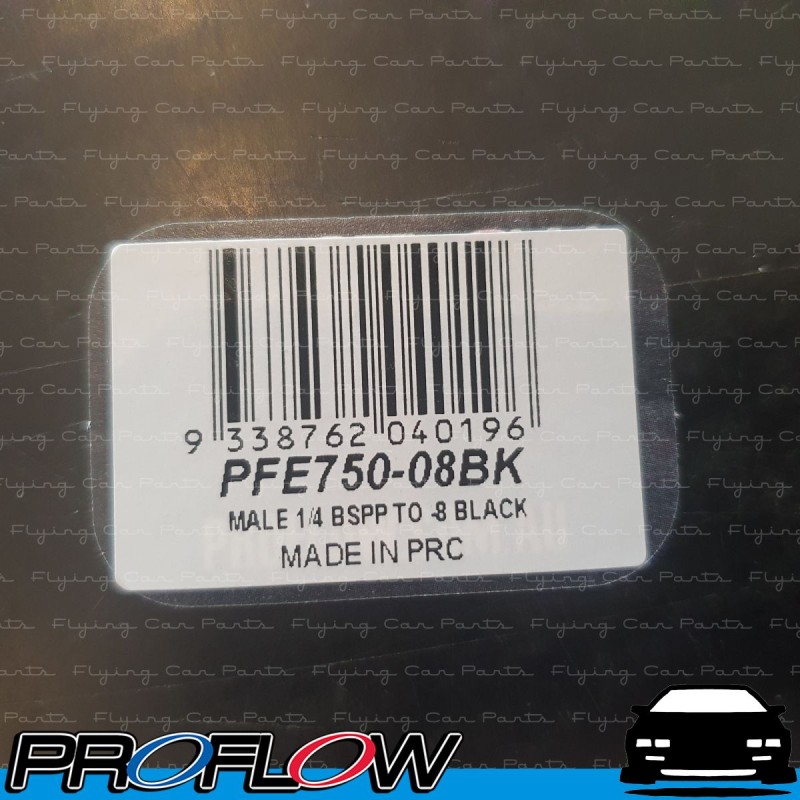 9 338762 040196
PFE750-08BK
MALE 1/4 BSPP TO -8 BLACK
MADE IN PRC
Flying Car Parts
PROFLOW